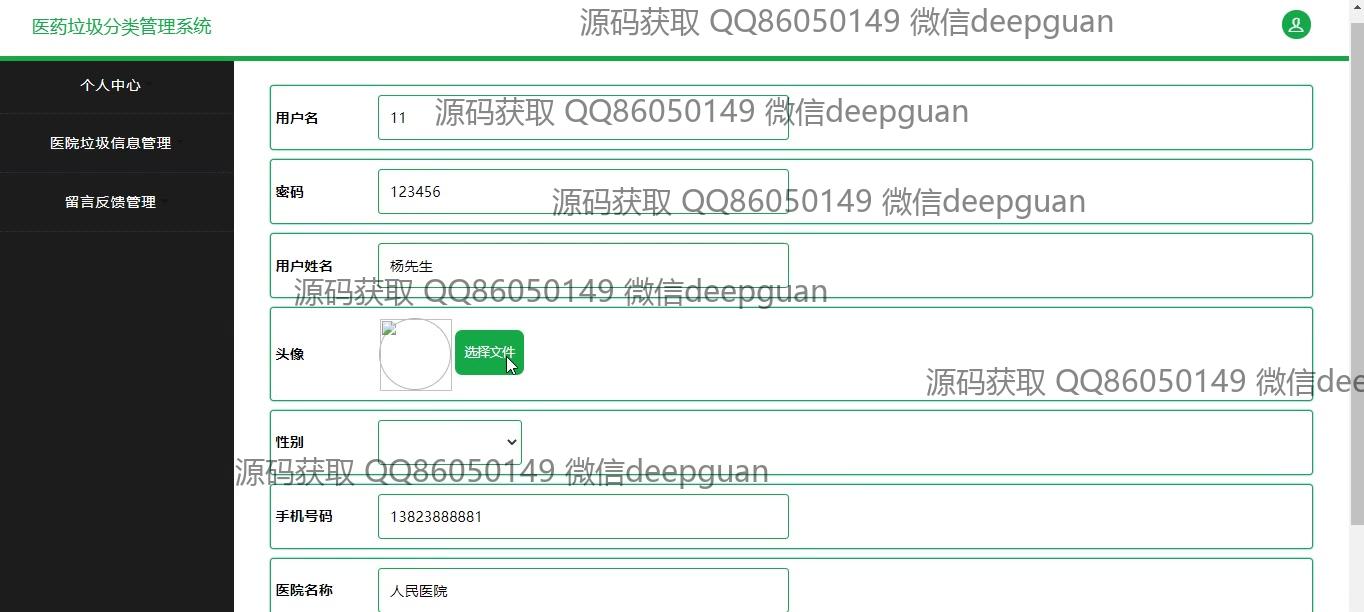 医药垃圾分类管理系统
源码获取 QQ86050149 微信deepguan
个人中心
医院垃圾信息管理
留言反馈管理
用户名
11
源码获取 QQ86050149 微信deepguan
密码
123456
源码获取 QQ86050149 微信deepguan
用户姓名
杨先生
源码获取 QQ86050149 微信deepguan
头像
选择文件
源码获取 QQ86050149 微信dee
性别
源码获取 QQ86050149 微信deepguan
手机号码
13823888881
医院名称
人民医院